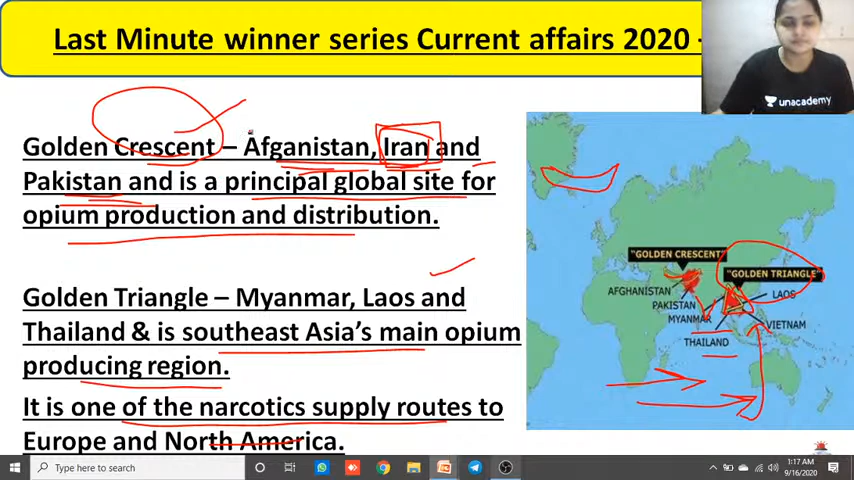 Last Minute winner series Current affairs 2020 -
unacademy
Golden Crescent – Afganistan, Iran and
Pakistan and is a principal global site for
opium production and distribution.
Golden Triangle – Myanmar, Laos and
Thailand & is southeast Asia's main opium
producing region.
It is one of the narcotics supply routes to
Europe and North America.
"GOLDEN CRESCENT"
"GOLDEN TRIANGLE"
AFGHANISTAN
LAOS
PAKISTAN
MYANMAR
VIETNAM
THAILAND
Type here to search
1:17 AM
9/16/2020